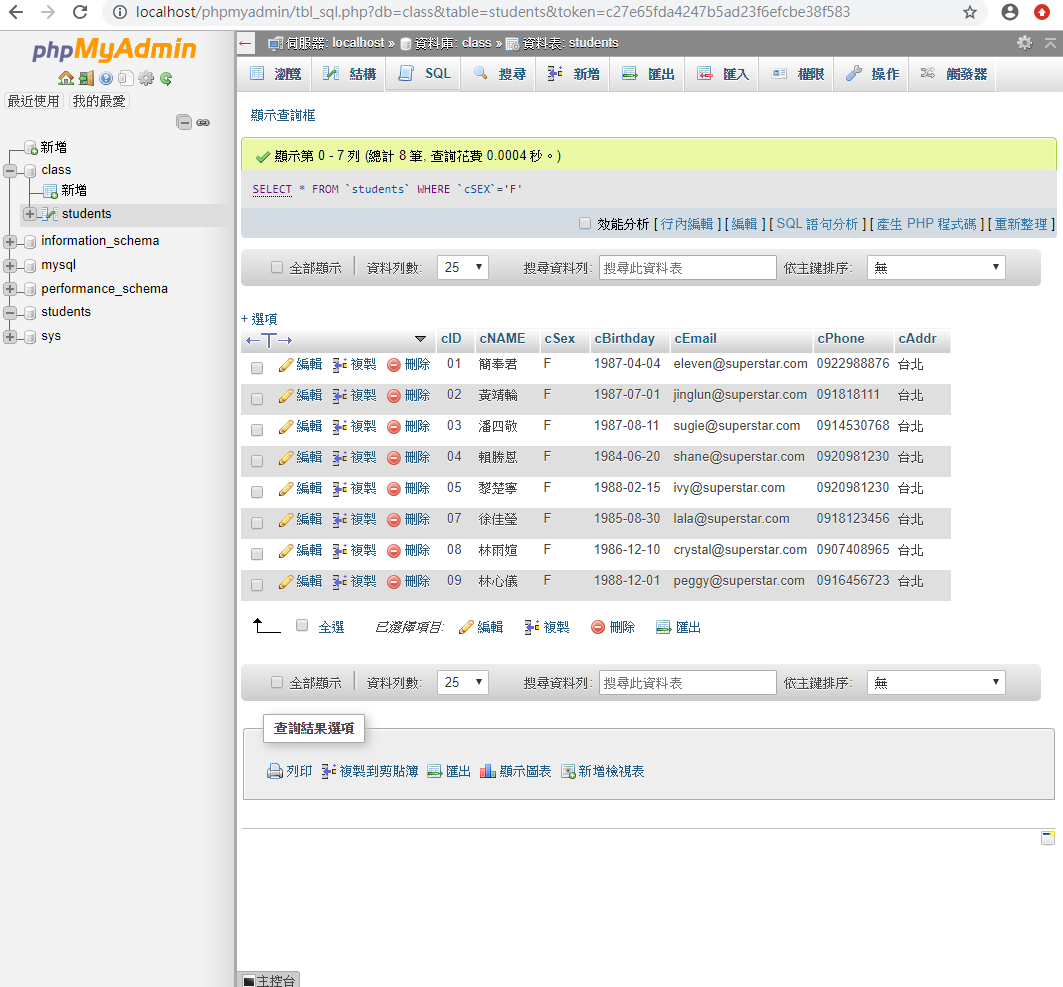 localhost/phpmyadmin/tbl_sql.php?db=class&table=students&token=c27e65fda4247b5ad23f6efcbe38f583
phpMyAdmin
最近使用 我的最愛
新增
class
新增
students
information_schema
mysql
performance_schema
students
sys
伺服器: localhost » 資料庫: class » 資料表: students
瀏覽 結構 SQL 搜尋 新增 匯出 匯入 權限 操作 觸發器
顯示查詢框
顯示第 0 - 7 列 (總計 8 筆, 查詢花費 0.0004 秒。)
SELECT * FROM `students` WHERE `cSEX`='F'
效能分析 [ 行內編輯 ] [ 編輯 ] [ SQL 語句分析 ] [ 產生 PHP 程式碼 ] [ 重新整理 ]
全部顯示 資料列數: 25 搜尋資料列: 搜尋此資料表 依主鍵排序: 無
+ 選項
←T→ cID cNAME cSex cBirthday cEmail cPhone cAddr
編輯 複製 刪除 01 簡奉君 F 1987-04-04 eleven@superstar.com 0922988876 台北
編輯 複製 刪除 02 黃靖輪 F 1987-07-01 jinglun@superstar.com 091818111 台北
編輯 複製 刪除 03 潘四敬 F 1987-08-11 sugie@superstar.com 0914530768 台北
編輯 複製 刪除 04 賴勝恩 F 1984-06-20 shane@superstar.com 0920981230 台北
編輯 複製 刪除 05 黎楚寧 F 1988-02-15 ivy@superstar.com 0920981230 台北
編輯 複製 刪除 07 徐佳瑩 F 1985-08-30 lala@superstar.com 0918123456 台北
編輯 複製 刪除 08 林雨媗 F 1986-12-10 crystal@superstar.com 0907408965 台北
編輯 複製 刪除 09 林心儀 F 1988-12-01 peggy@superstar.com 0916456723 台北
全選 已選擇項目: 編輯 複製 刪除 匯出
全部顯示 資料列數: 25 搜尋資料列: 搜尋此資料表 依主鍵排序: 無
查詢結果選項
列印 複製到剪貼簿 匯出 顯示圖表 新增檢視表
主控台